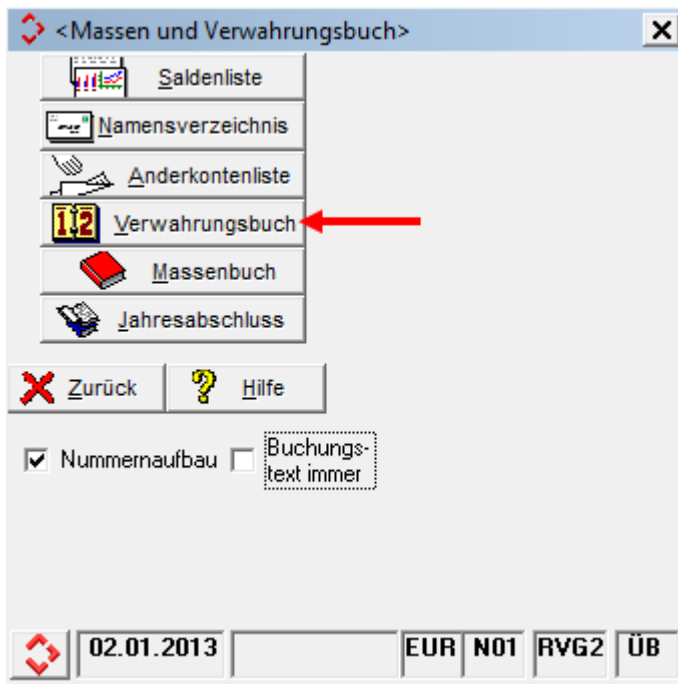 <Massen und Verwahrungsbuch>
Saldenliste
Namensverzeichnis
Anderkontenliste
Verwahrungsbuch
Massenbuch
Jahresabschluss
Zurück Hilfe
Nummernaufbau Buchungs-
text immer
02.01.2013 EUR N01 RVG2 ÜB